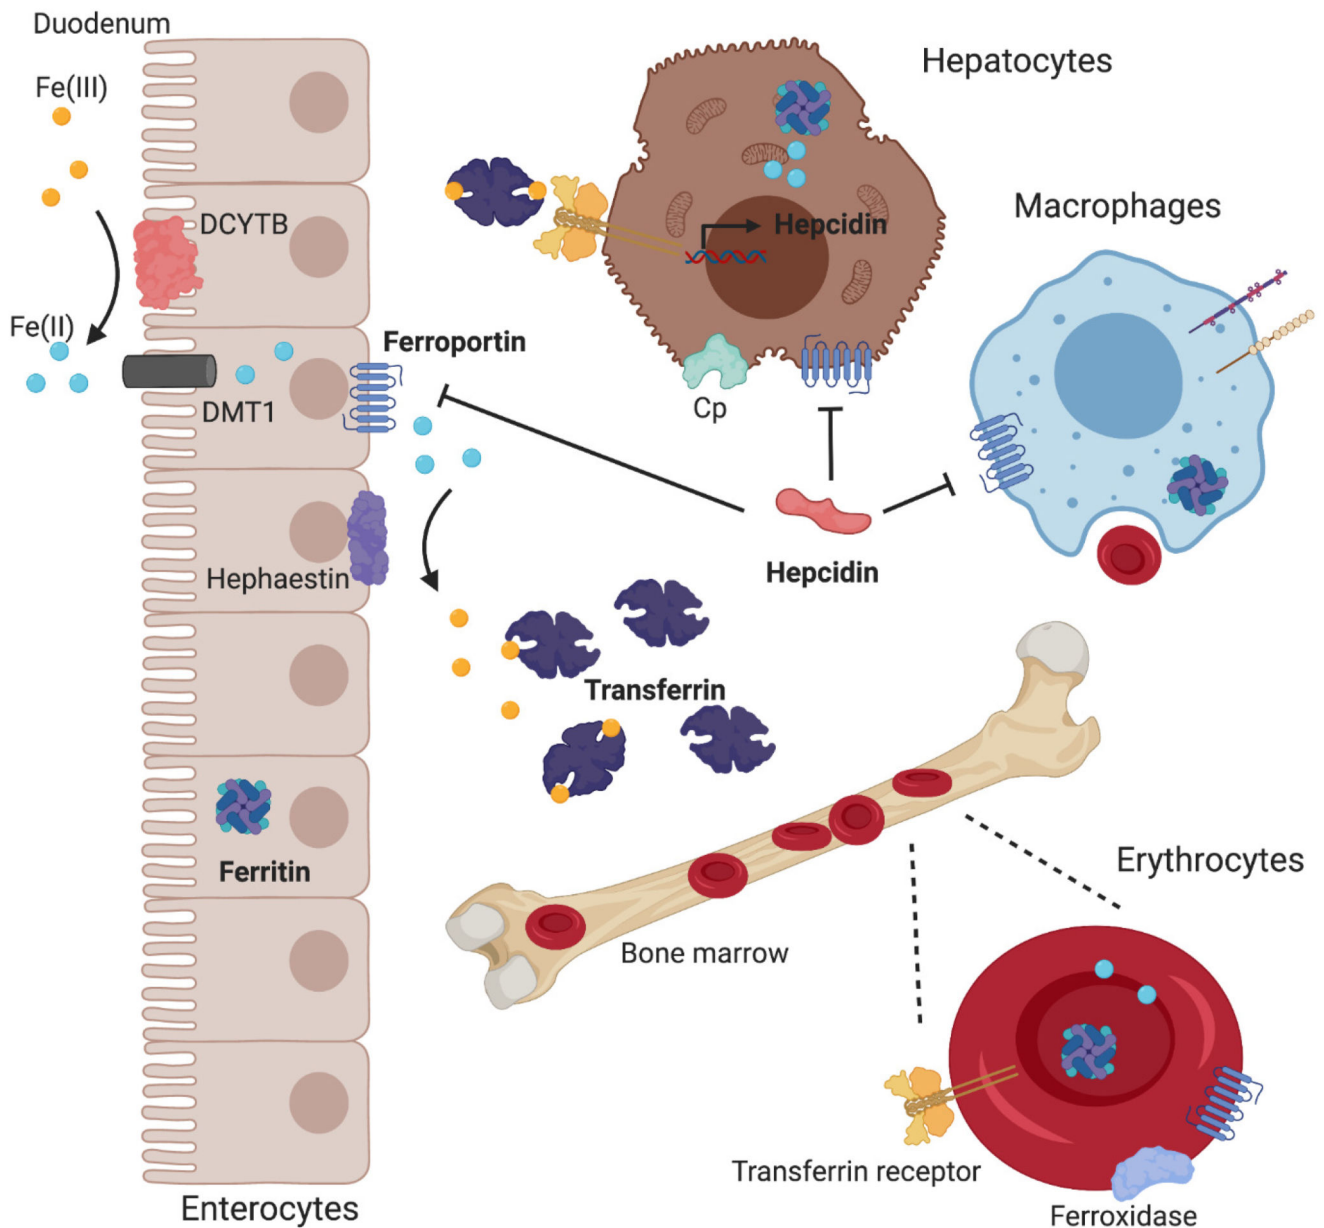 Duodenum
Fe(III)
DCYTB
Fe(II)
DMT1
Ferroportin
Hephaestin
Ferritin
Enterocytes
Hepatocytes
Hepcidin
Cp
Macrophages
Hepcidin
Transferrin
Bone marrow
Erythrocytes
Transferrin receptor
Ferroxidase